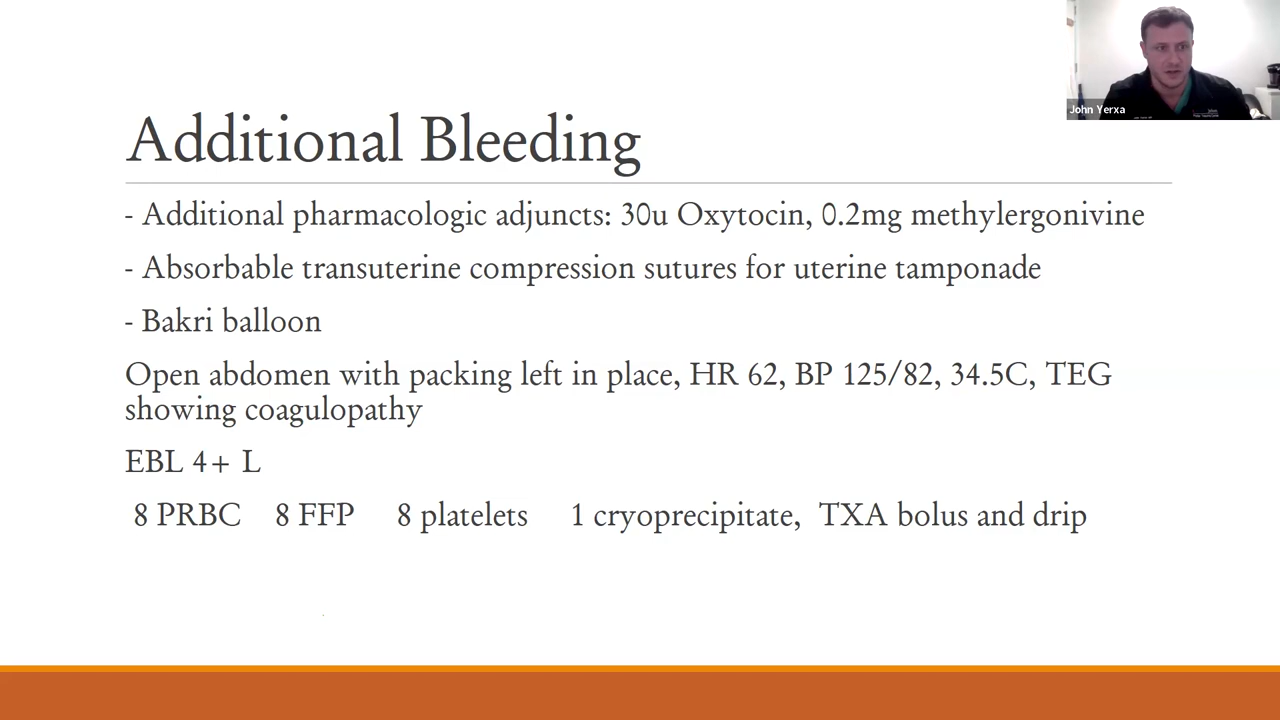 John Yerxa
Additional Bleeding
- Additional pharmacologic adjuncts: 30u Oxytocin, 0.2mg methylergonivine
- Absorbable transuterine compression sutures for uterine tamponade
- Bakri balloon
Open abdomen with packing left in place, HR 62, BP 125/82, 34.5C, TEG
showing coagulopathy
EBL 4+ L
8 PRBC 8 FFP 8 platelets 1 cryoprecipitate, TXA bolus and drip